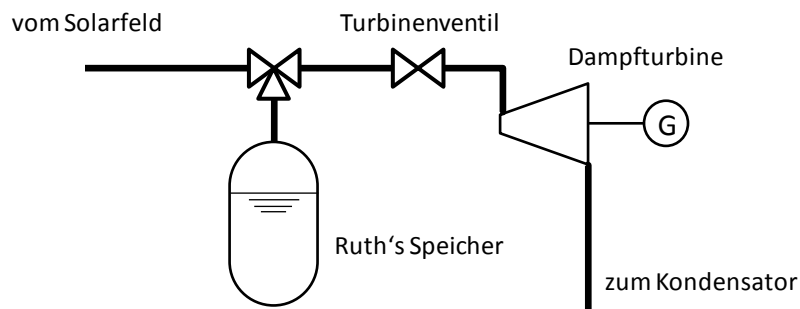 vom Solarfeld
Turbinenventil
Dampfturbine
G
Ruth‘s Speicher
zum Kondensator